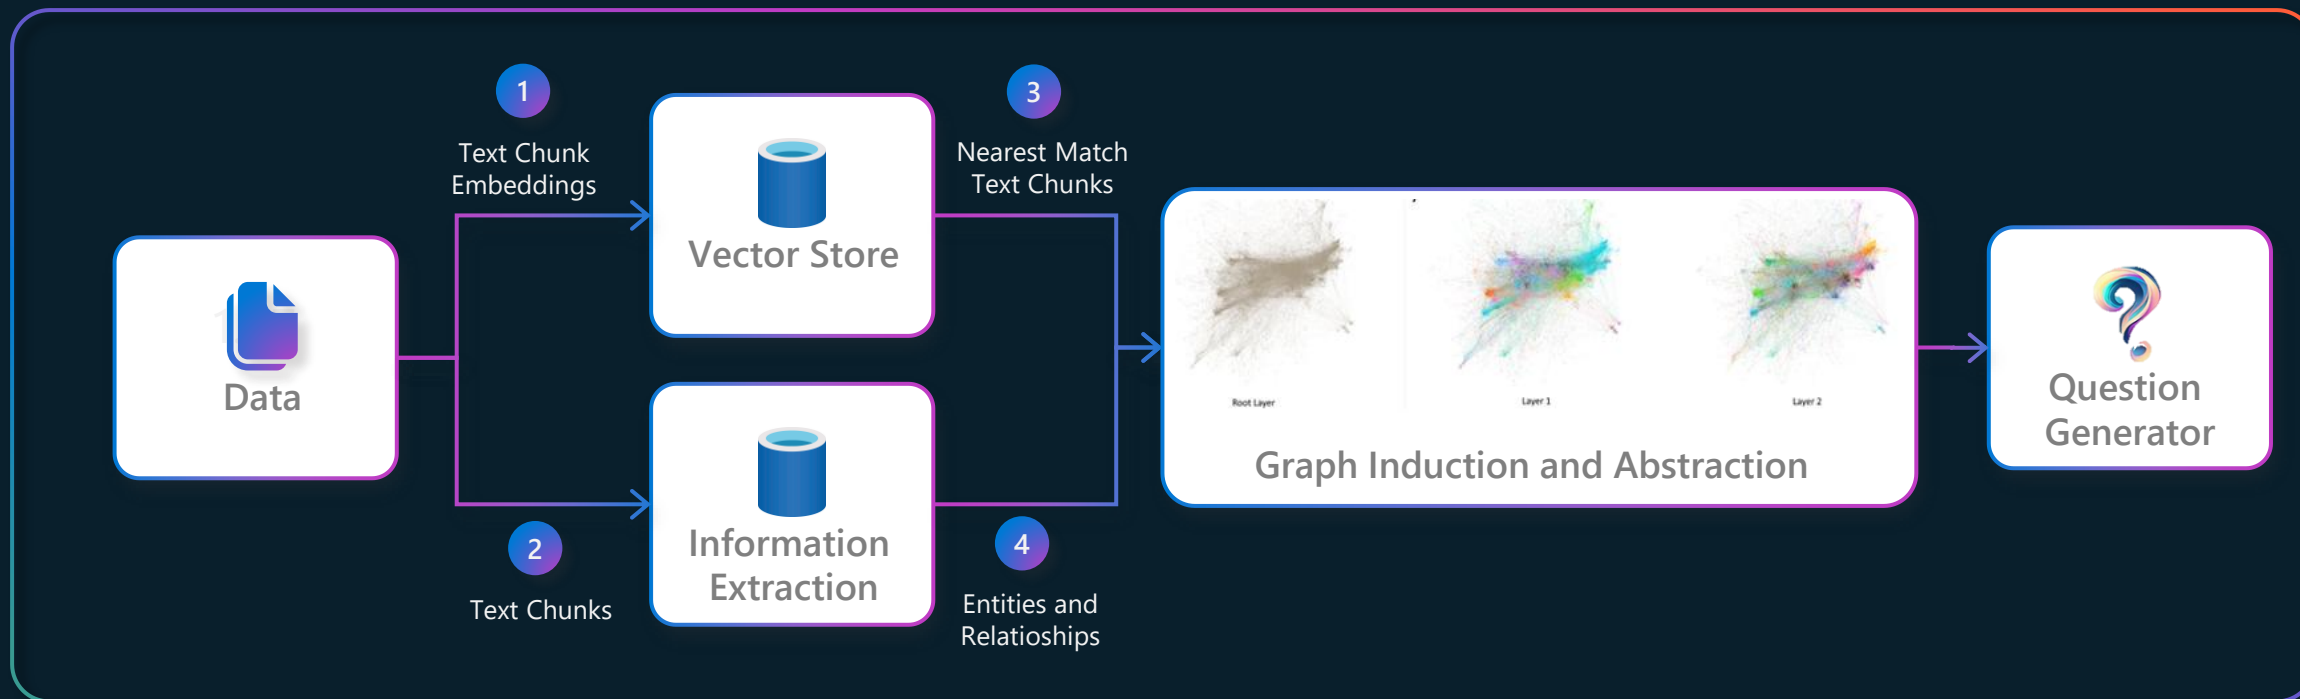 1
Text Chunk
Embeddings
Vector Store
3
Nearest Match
Text Chunks
Data
2
Text Chunks
Information
Extraction
4
Entities and
Relatioships
Root Layer
Layer 1
Layer 2
Graph Induction and Abstraction
Question
Generator